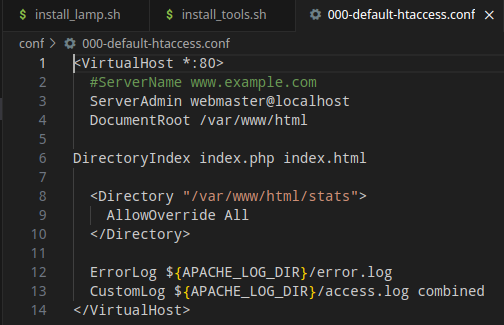 $ install_lamp.sh
$ install_tools.sh
000-default-htaccess.conf
conf > 000-default-htaccess.conf
1 <VirtualHost *:80>
2 #ServerName www.example.com
3 ServerAdmin webmaster@localhost
4 DocumentRoot /var/www/html
5
6 DirectoryIndex index.php index.html
7
8 <Directory "/var/www/html/stats">
9 AllowOverride All
10 </Directory>
11
12 ErrorLog ${APACHE_LOG_DIR}/error.log
13 CustomLog ${APACHE_LOG_DIR}/access.log combined
14 </VirtualHost>